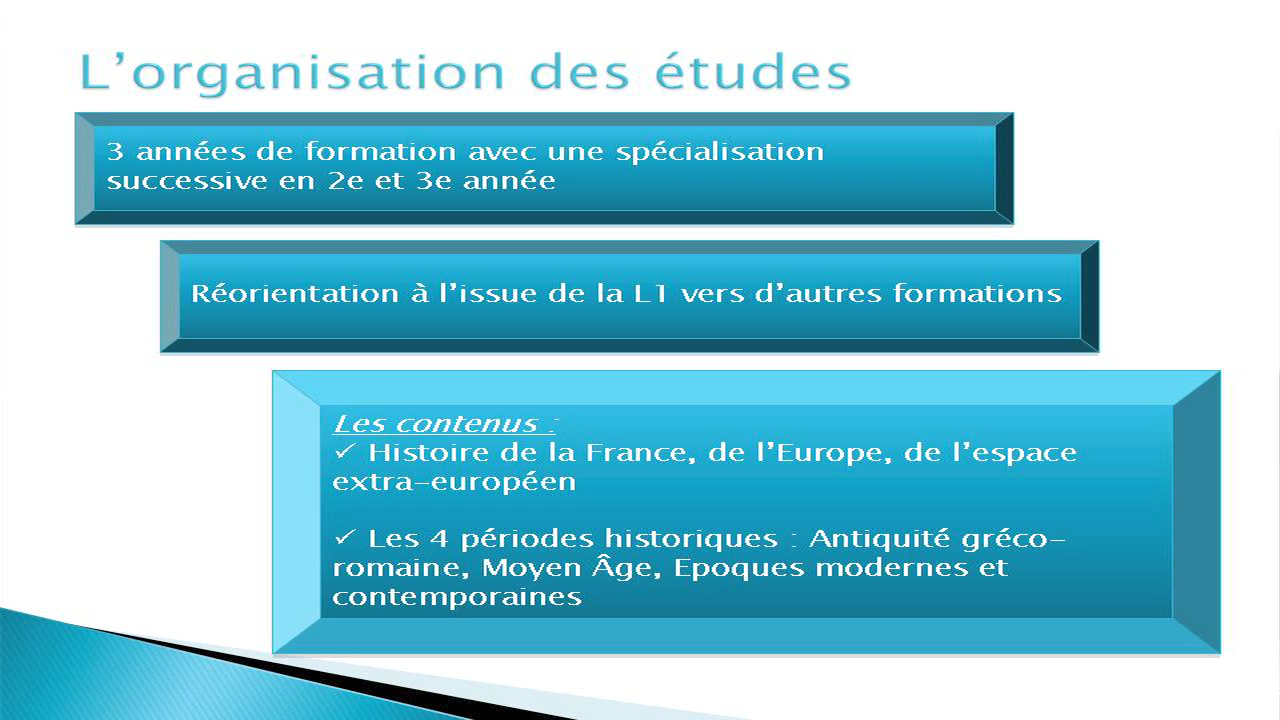 L’organisation des études
3 années de formation avec une spécialisation
successive en 2e et 3e année
Réorientation à l’issue de la L1 vers d’autres formations
Les contenus :
✓ Histoire de la France, de l’Europe, de l’espace
extra-européen
✓ Les 4 périodes historiques : Antiquité gréco-
romaine, Moyen Âge, Epoques modernes et
contemporaines